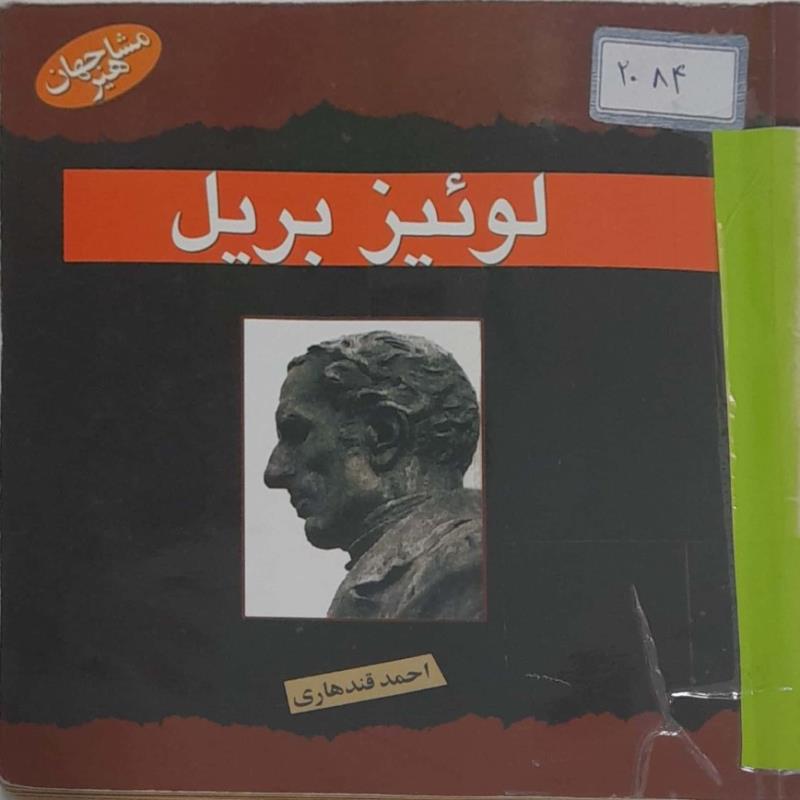 مشاهیر
جهان
۲۰۸۴
لوئیز بریل
احمد قندهاری